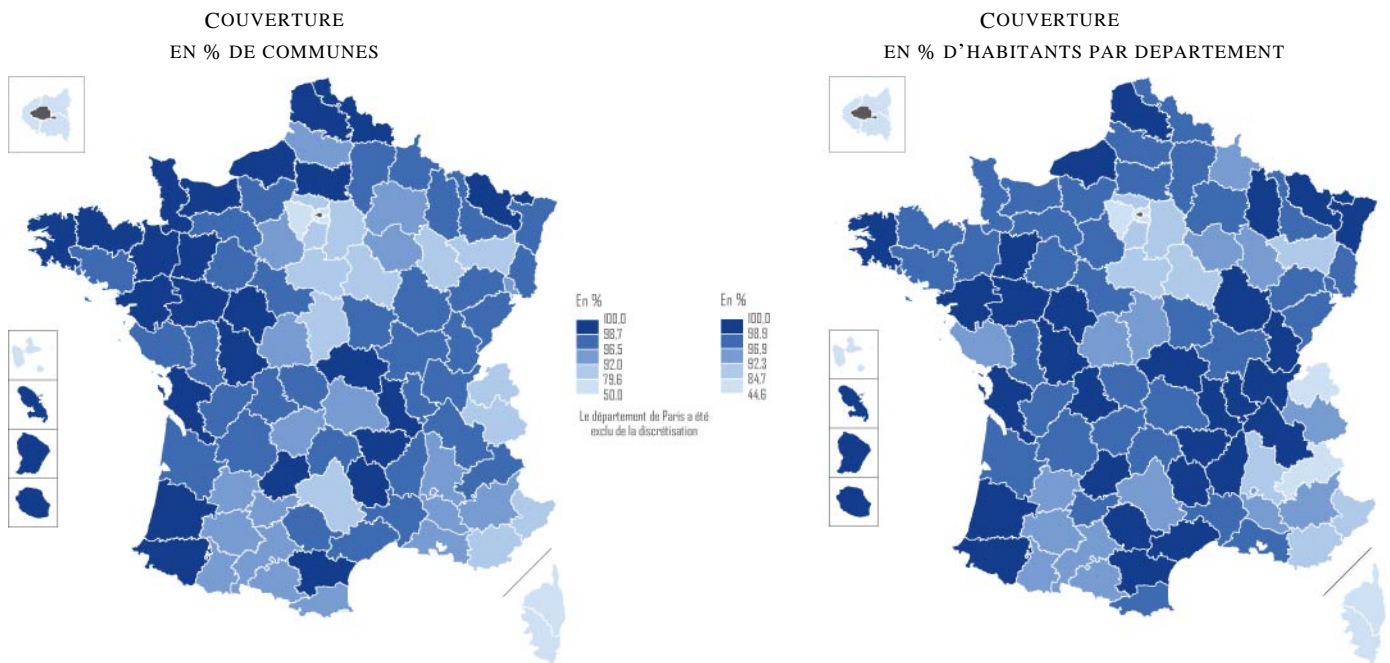 COUVERTURE
EN % DE COMMUNES
COUVERTURE
EN % D'HABITANTS PAR DEPARTEMENT
En %
100,0
98,7
96,5
92,0
79,6
50,0
En %
100,0
98,9
96,9
92,3
84,7
44,6
Le département de Paris a été
exclu de la discrétisation